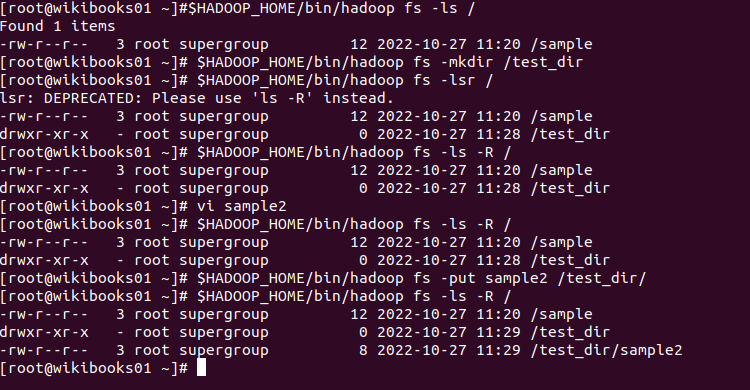 [root@wikibooks01 ~]#$HADOOP_HOME/bin/hadoop fs -ls /
Found 1 items
-rw-r--r--   3 root supergroup         12 2022-10-27 11:20 /sample
[root@wikibooks01 ~]# $HADOOP_HOME/bin/hadoop fs -mkdir /test_dir
[root@wikibooks01 ~]# $HADOOP_HOME/bin/hadoop fs -lsr /
lsr: DEPRECATED: Please use 'ls -R' instead.
-rw-r--r--   3 root supergroup         12 2022-10-27 11:20 /sample
drwxr-xr-x   - root supergroup          0 2022-10-27 11:28 /test_dir
[root@wikibooks01 ~]# $HADOOP_HOME/bin/hadoop fs -ls -R /
-rw-r--r--   3 root supergroup         12 2022-10-27 11:20 /sample
drwxr-xr-x   - root supergroup          0 2022-10-27 11:28 /test_dir
[root@wikibooks01 ~]# vi sample2
[root@wikibooks01 ~]# $HADOOP_HOME/bin/hadoop fs -ls -R /
-rw-r--r--   3 root supergroup         12 2022-10-27 11:20 /sample
drwxr-xr-x   - root supergroup          0 2022-10-27 11:28 /test_dir
[root@wikibooks01 ~]# $HADOOP_HOME/bin/hadoop fs -put sample2 /test_dir/
[root@wikibooks01 ~]# $HADOOP_HOME/bin/hadoop fs -ls -R /
-rw-r--r--   3 root supergroup         12 2022-10-27 11:20 /sample
drwxr-xr-x   - root supergroup          0 2022-10-27 11:29 /test_dir
-rw-r--r--   3 root supergroup          8 2022-10-27 11:29 /test_dir/sample2
[root@wikibooks01 ~]#